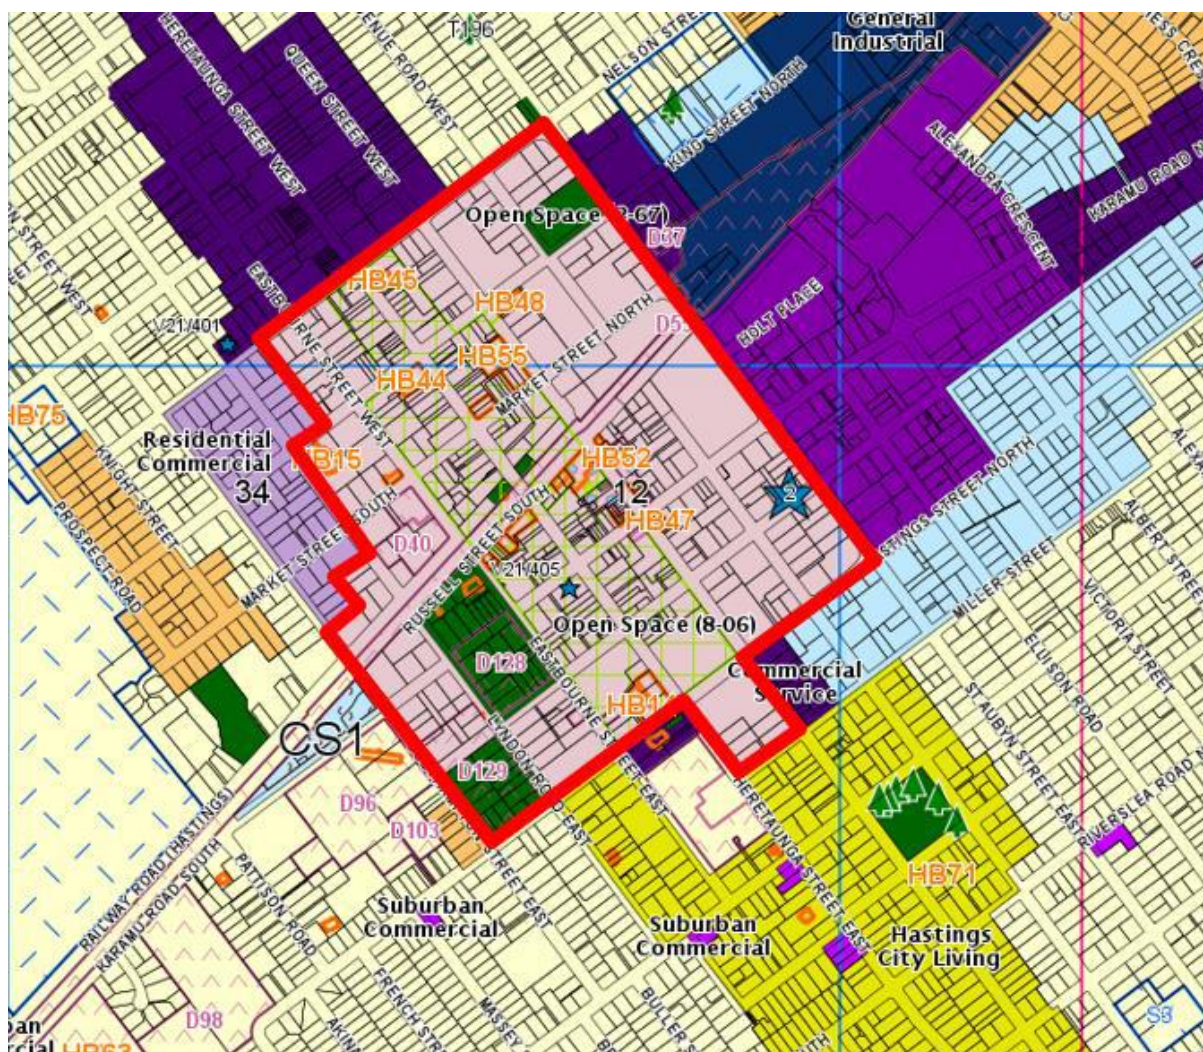 HERETAUNGA STREET WEST
QUEEN STREET WEST
T196
NELSON STREET
General
Industrial
KING STREET NORTH
ALEXANDRA CRESCENT
KARAMU ROAD N
Open Space
D37
HB45
EASTBOURNE STREET WEST
HB48
V21/401
HOLT PLACE
MARKET STREET NORTH
HB55
HB44
HB75
Residential
Commercial
34
KNIGHT STREET
PROSPECT ROAD
HB15
MARKET STREET SOUTH
D40
HB52
12
2
HB47
STINGS STREET NORTH
MILLER STREET
ALBERT STREET
VICTORIA STREET
RUSSELL STREET SOUTH
V21/405
Open Space (8-06)
D128
Commercial
Service
ELLISON ROAD
ST AUBYN STREET EAST
RIVERSLEA ROAD
CS1
LYNDON ROAD EAST
D129
D96
D103
HERETAUNGA STREET EAST
HB71
RAILWAY ROAD (HASTINGS)
KARAMU ROAD SOUTH
PATTISON ROAD
Suburban
Commercial
Suburban
Commercial
Hastings
City Living
D98
FRENCH STR
MASSEY S
BULLER S
AKINA
S3
HB63